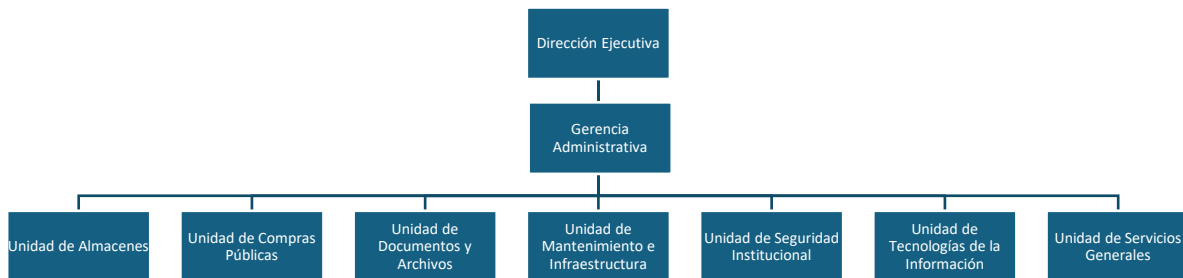 Dirección Ejecutiva
Gerencia
Administrativa
Unidad de Almacenes
Unidad de Compras
Públicas
Unidad de
Documentos y
Archivos
Unidad de
Mantenimiento e
Infraestructura
Unidad de Seguridad
Institucional
Unidad de
Tecnologías de la
Información
Unidad de Servicios
Generales